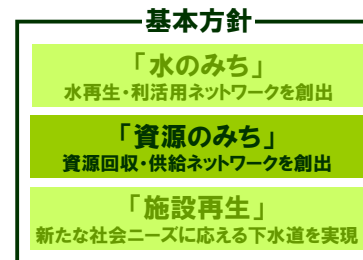 基本方針
「水のみち」
水再生・利活用ネットワークを創出
「資源のみち」
資源回収・供給ネットワークを創出
「施設再生」
新たな社会ニーズに応える下水道を実現